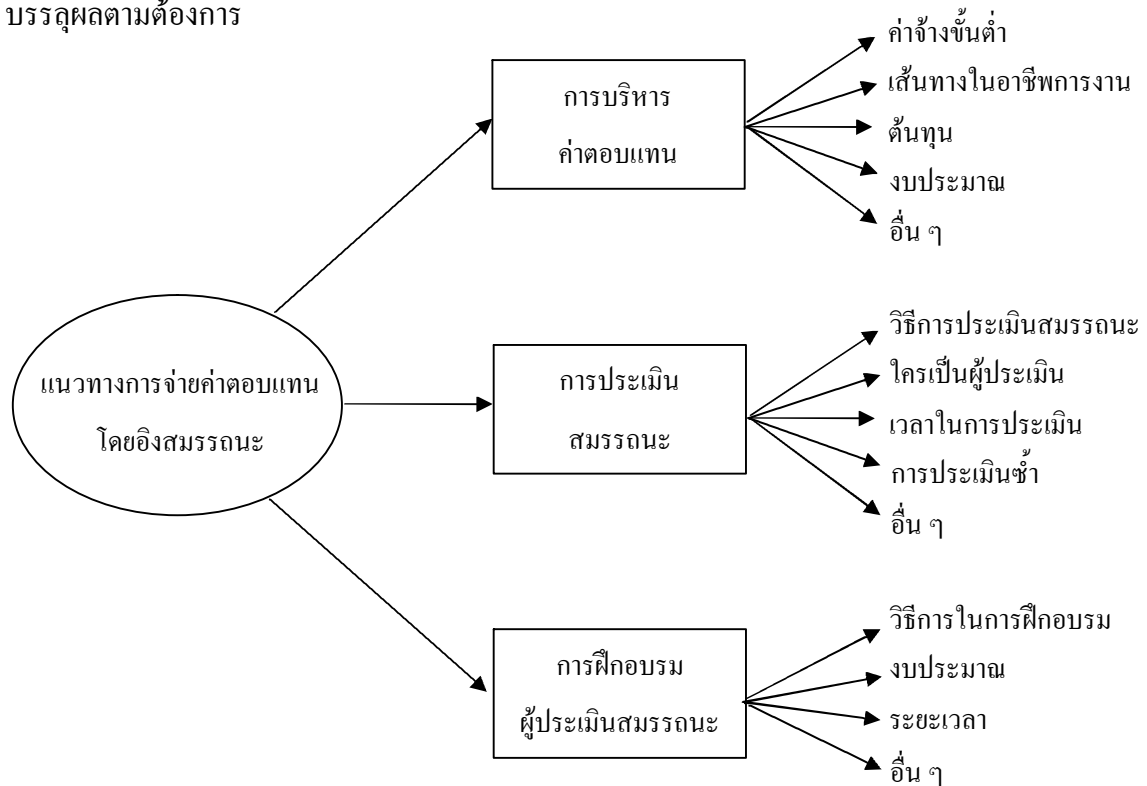 บรรลุผลตามต้องการ
แนวทางการจ่ายค่าตอบแทน
โดยอิงสมรรถนะ
การบริหาร
ค่าตอบแทน
ค่าจ้างขั้นต่ำ
เส้นทางในอาชีพการงาน
ต้นทุน
งบประมาณ
อื่น ๆ
การประเมิน
สมรรถนะ
วิธีการประเมินสมรรถนะ
ใครเป็นผู้ประเมิน
เวลาในการประเมิน
การประเมินซ้ำ
อื่น ๆ
การฝึกอบรม
ผู้ประเมินสมรรถนะ
วิธีการในการฝึกอบรม
งบประมาณ
ระยะเวลา
อื่น ๆ